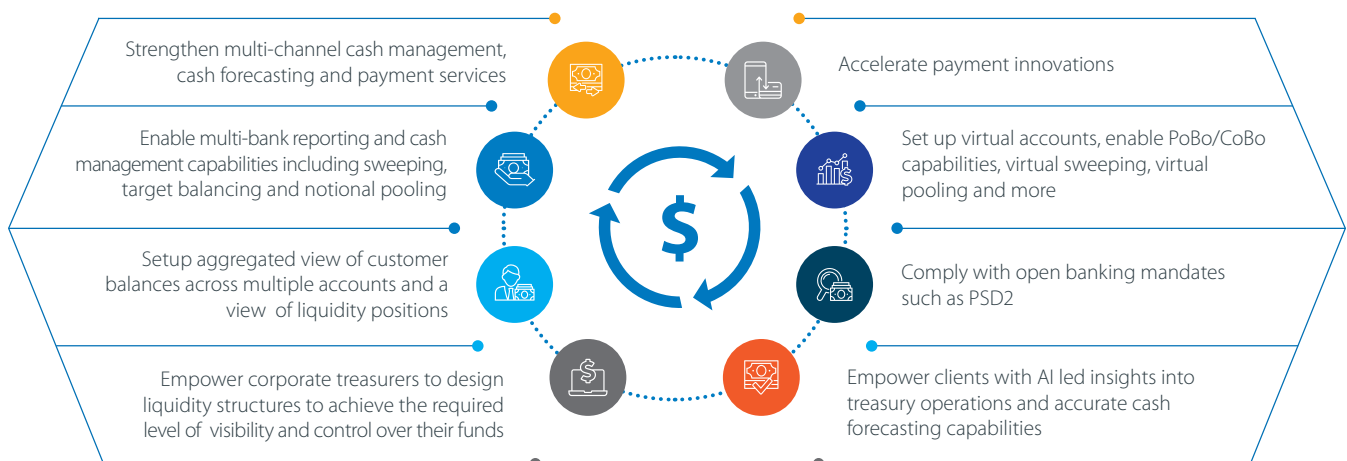 Strengthen multi-channel cash management,
cash forecasting and payment services
Enable multi-bank reporting and cash
management capabilities including sweeping,
target balancing and notional pooling
Setup aggregated view of customer
balances across multiple accounts and a
view of liquidity positions
Empower corporate treasurers to design
liquidity structures to achieve the required
level of visibility and control over their funds
$
Accelerate payment innovations
Set up virtual accounts, enable PoBo/CoBo
capabilities, virtual sweeping, virtual
pooling and more
Comply with open banking mandates
such as PSD2
Empower clients with AI led insights into
treasury operations and accurate cash
forecasting capabilities